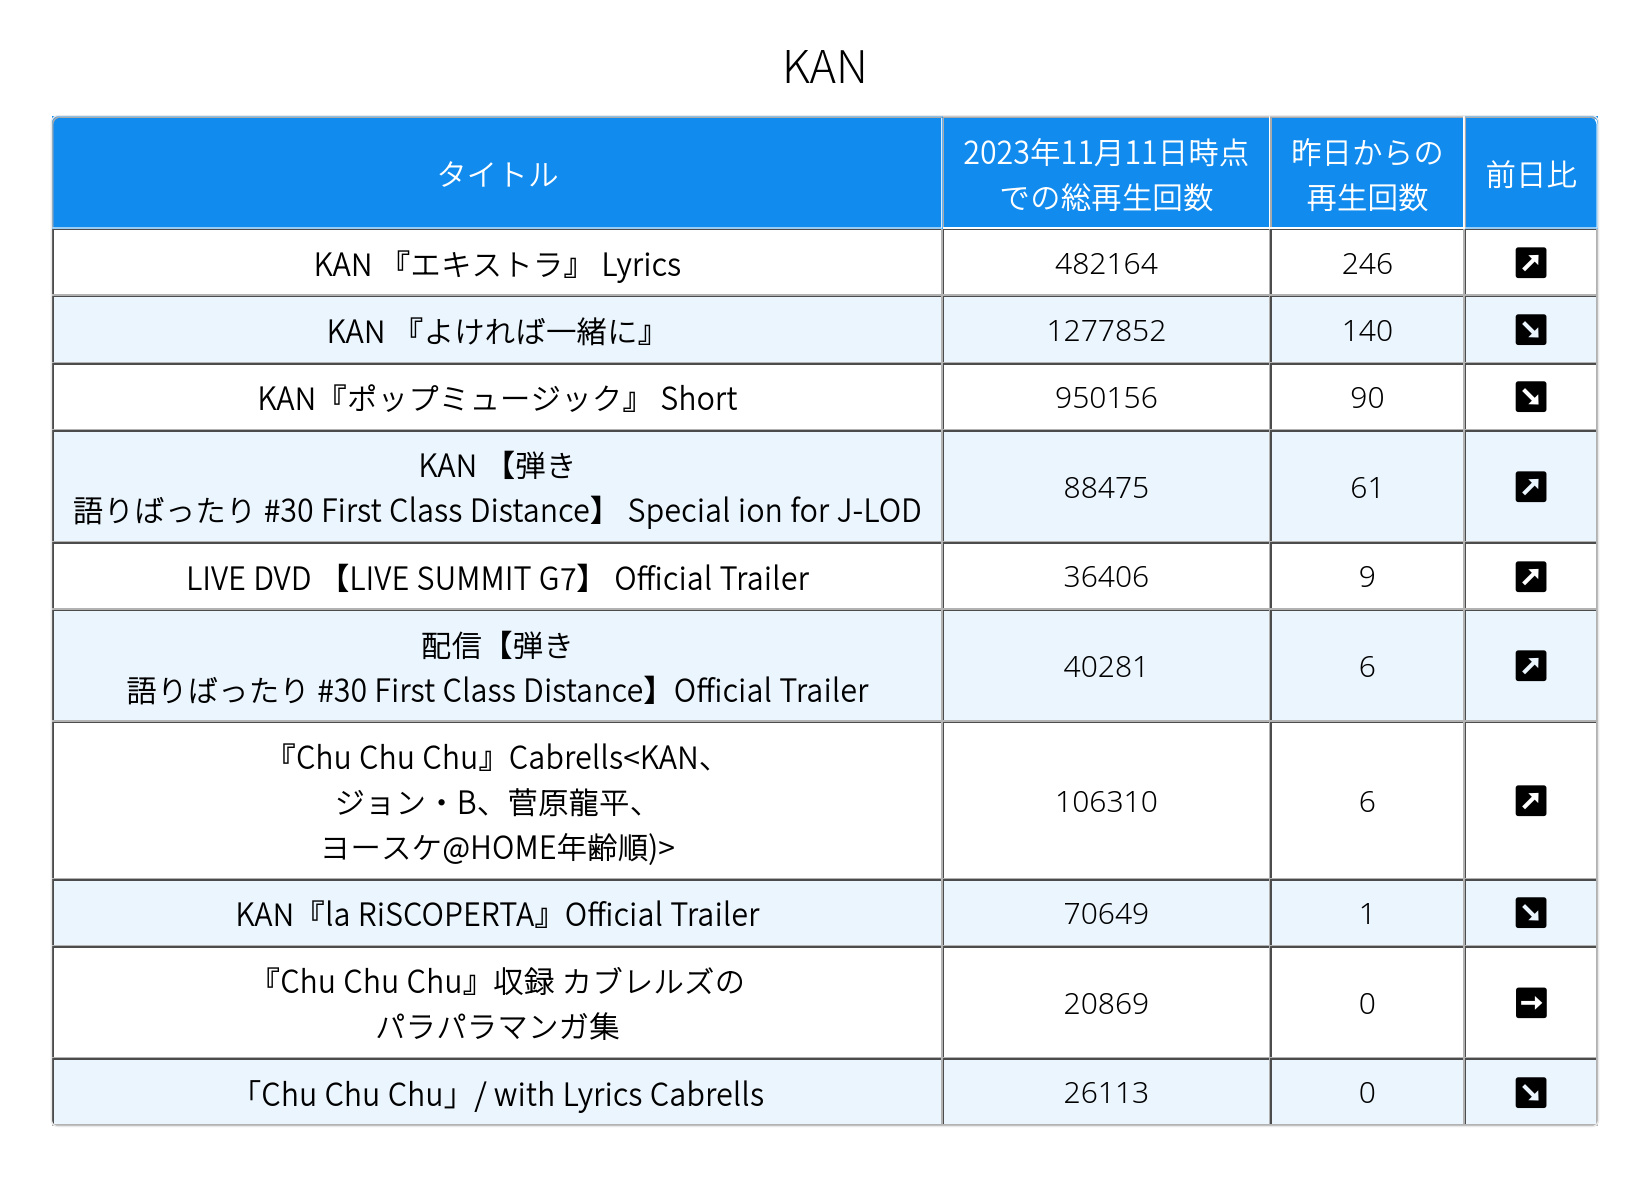 KAN
タイトル
2023年11月11日時点
での総再生回数
昨日からの
再生回数
前日比
KAN 『エキストラ』 Lyrics
482164
246
KAN 『よければ一緒に』
1277852
140
KAN『ポップミュージック』 Short
950156
90
KAN 【弾き
語りばったり #30 First Class Distance】 Special ion for J-LOD
88475
61
LIVE DVD 【LIVE SUMMIT G7】 Official Trailer
36406
9
配信【弾き
語りばったり #30 First Class Distance】Official Trailer
40281
6
『Chu Chu Chu』Cabrells<KAN、
ジョン・B、菅原龍平、
ヨースケ@HOME年齢順)>
106310
6
KAN『la RiSCOPERTA』Official Trailer
70649
1
『Chu Chu Chu』収録 カブレルズの
パラパラマンガ集
20869
0
「Chu Chu Chu」/ with Lyrics Cabrells
26113
0